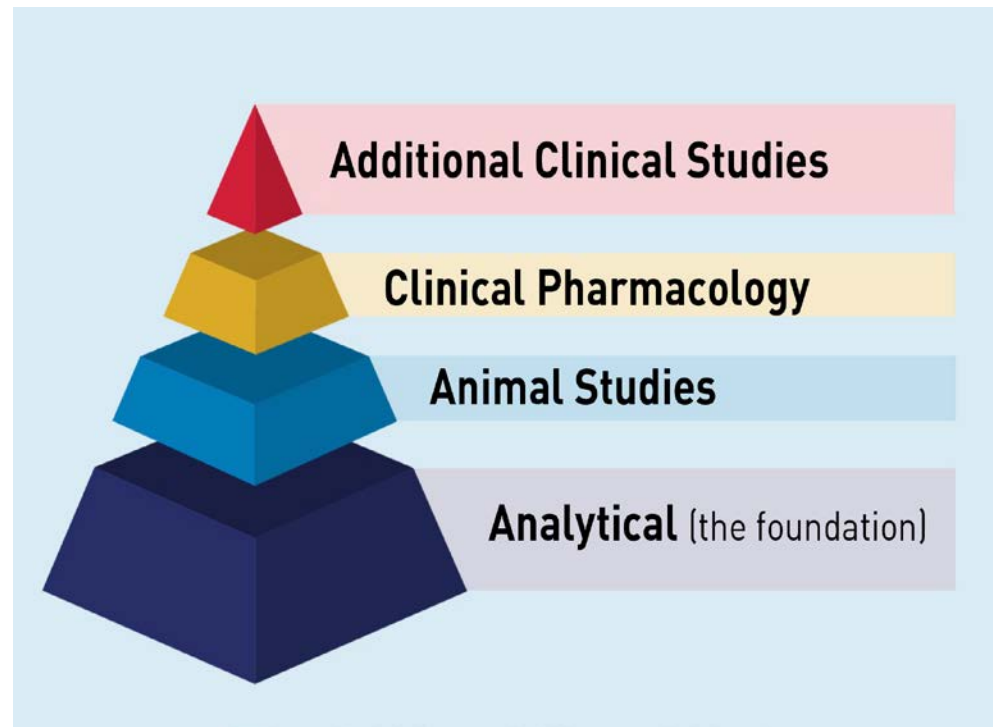 Additional Clinical Studies
Clinical Pharmacology
Animal Studies
Analytical (the foundation)